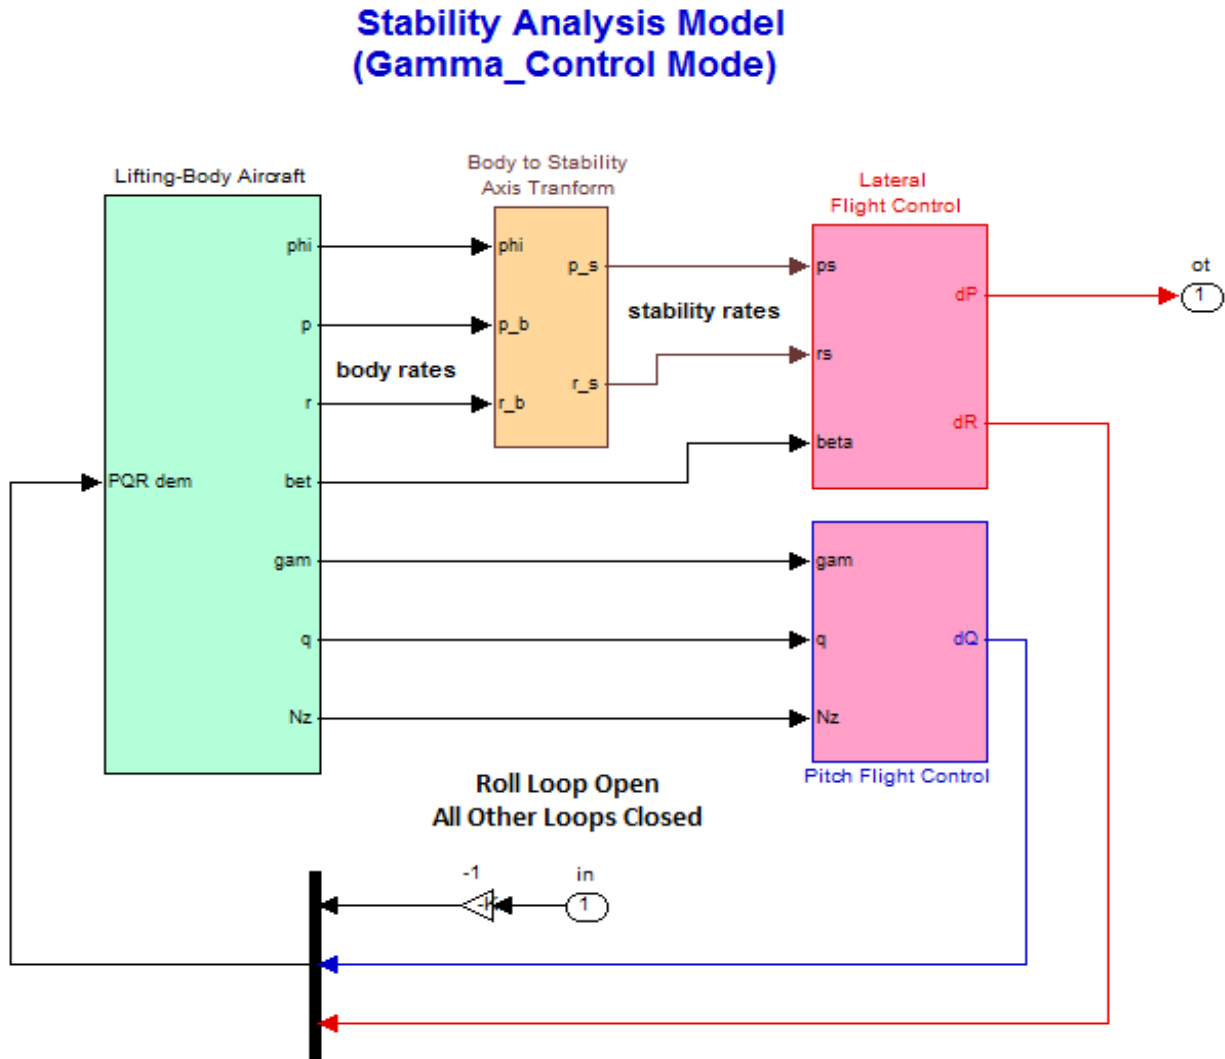 Stability Analysis Model
(Gamma_Control Mode)
Lifting-Body Aircraft
Body to Stability
Axis Tranform
Lateral
Flight Control
phi
p
r
bet
gam
q
Nz
PQR dem
body rates
phi
p_b
r_b
p_s
r_s
stability rates
ps
rs
beta
dP
dR
ot
1
gam
q
Nz
dQ
Pitch Flight Control
Roll Loop Open
All Other Loops Closed
-1
-K
in
1